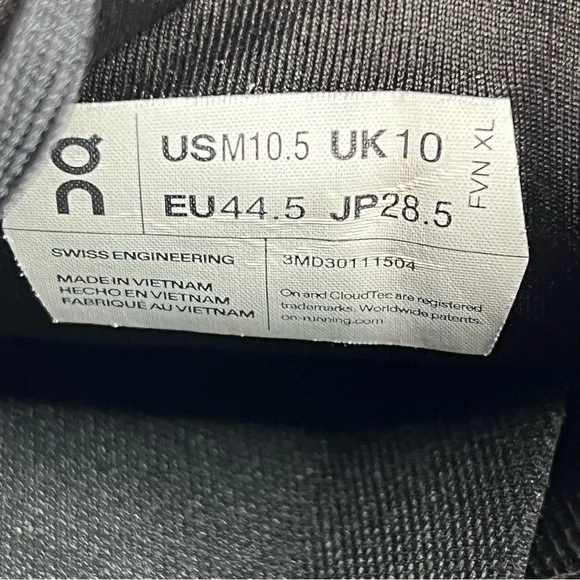 USM10.5 UK10
EU44.5 JP28.5
FVN XL
SWISS ENGINEERING
MADE IN VIETNAM
HECHO EN VIETNAM
FABRIQUÉ AU VIETNAM
3MD30111504
On and CloudTec are registered
trademarks. Worldwide patents.
on-running.com